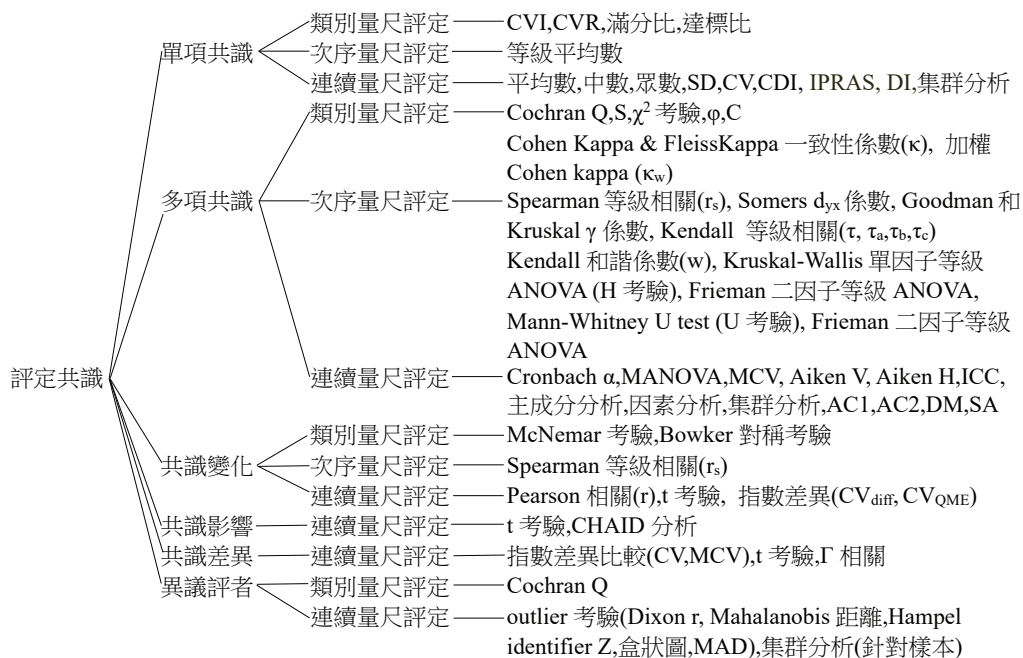 單項共識
類別量尺評定
CVI,CVR,滿分比,達標比
次序量尺評定
等級平均數
連續量尺評定
平均數,中數,眾數,SD,CV,CDI, IPRAS, DI,集群分析
多項共識
類別量尺評定
Cochran Q,S,χ² 考驗,φ,C
Cohen Kappa & FleissKappa 一致性係數(κ), 加權
Cohen kappa (κw)
次序量尺評定
Spearman 等級相關(rs), Somers dyx 係數, Goodman 和
Kruskal γ 係數, Kendall 等級相關(τ, τa,τb,τc)
Kendall 和諧係數(w), Kruskal-Wallis 單因子等級
ANOVA (H 考驗), Frieman 二因子等級 ANOVA,
Mann-Whitney U test (U 考驗), Frieman 二因子等級
ANOVA
評定共識
連續量尺評定
Cronbach α,MANOVA,MCV, Aiken V, Aiken H,ICC,
主成分分析,因素分析,集群分析,AC1,AC2,DM,SA
共識變化
類別量尺評定
McNemar 考驗,Bowker 對稱考驗
次序量尺評定
Spearman 等級相關(rs)
連續量尺評定
Pearson 相關(r),t 考驗, 指數差異(CVdiff, CVQME)
共識影響
連續量尺評定
t 考驗,CHAID 分析
共識差異
連續量尺評定
指數差異比較(CV,MCV),t 考驗,Γ 相關
異議評者
類別量尺評定
Cochran Q
連續量尺評定
outlier 考驗(Dixon r, Mahalanobis 距離,Hampel
identifier Z,盒狀圖,MAD),集群分析(針對樣本)